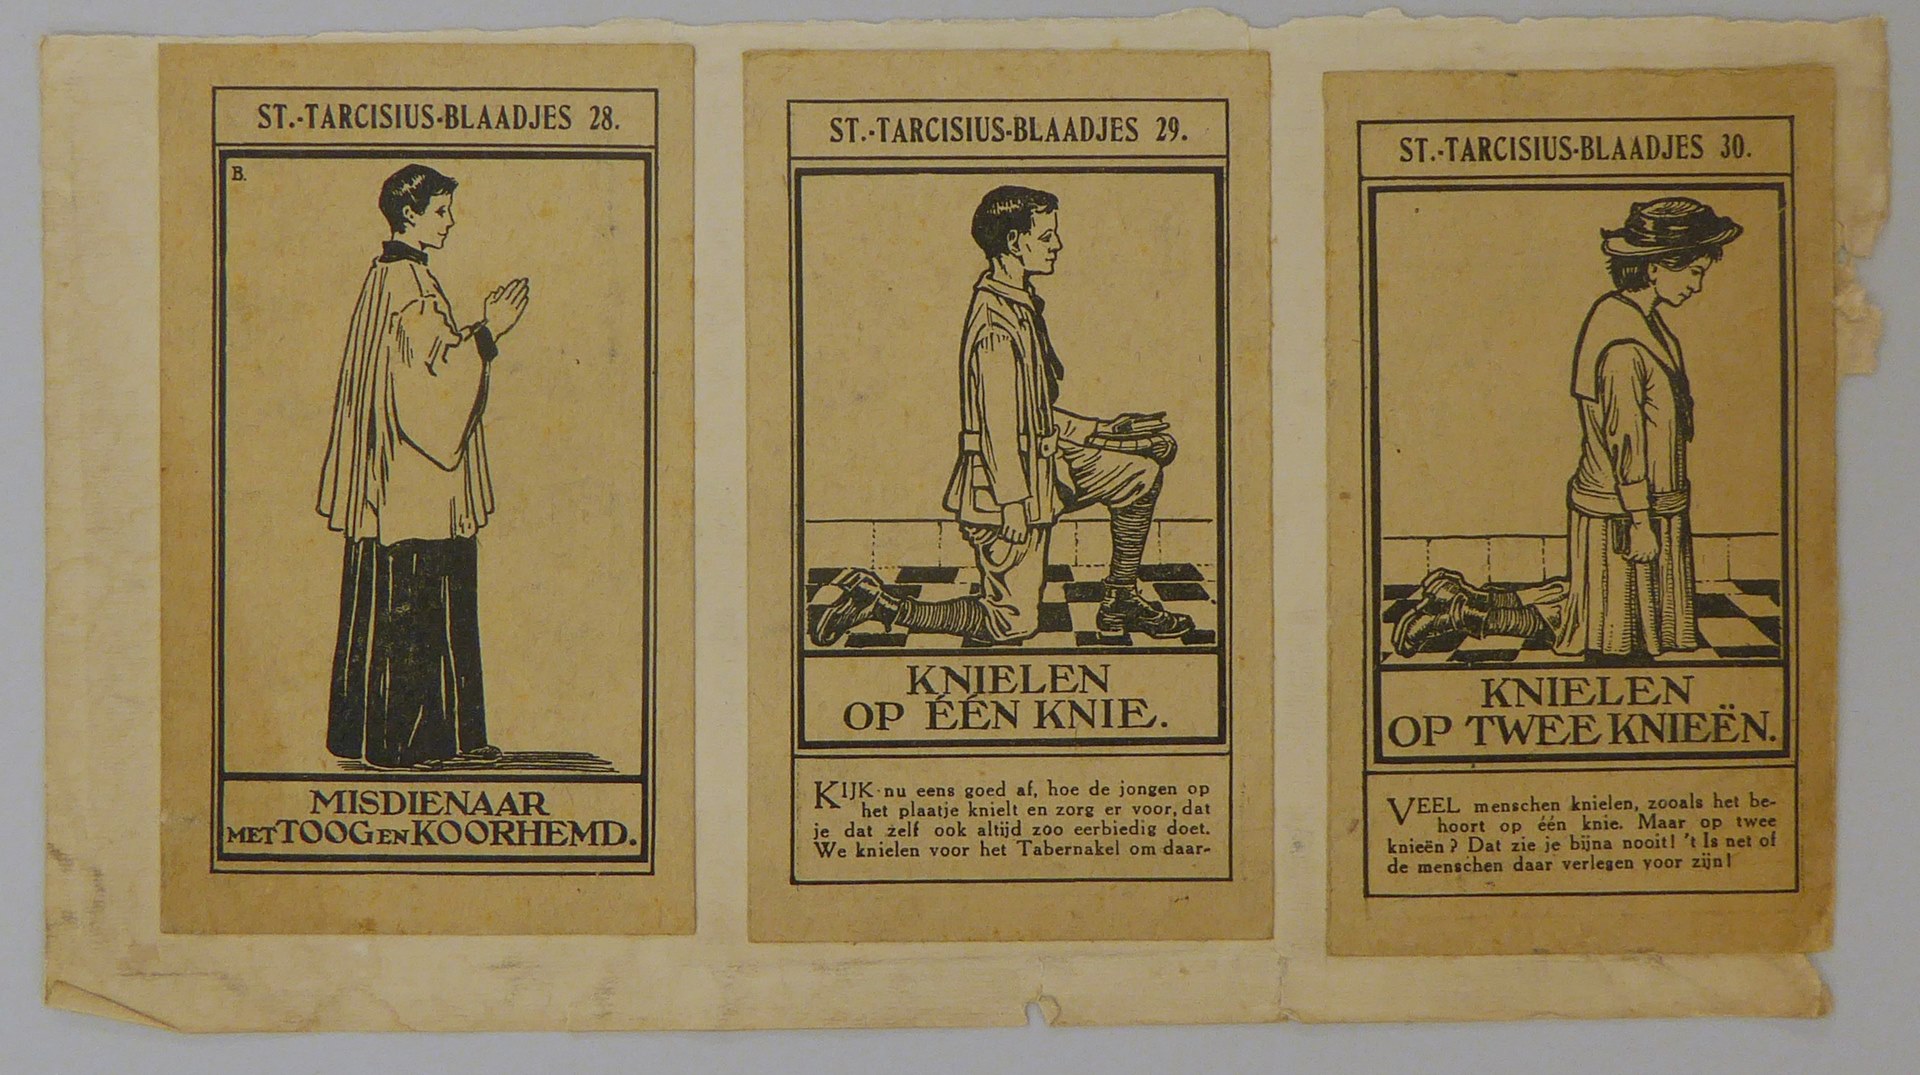 ST.-TARCISIUS-BLAADJES 28.
B.
MISDIENAAR
MET TOOG EN KOORHEMD.
ST.-TARCISIUS-BLAADJES 29.
KNIELEN
OP ÉÉN KNIE.
KIJK nu eens goed af, hoe de jongen op
het plaatje knielt en zorg er voor, dat
je dat zelf ook altijd zoo eerbiedig doet.
We knielen voor het Tabernakel om daar-
ST.-TARCISIUS-BLAADJES 30.
KNIELEN
OP TWEE KNIEËN.
VEEL menschen knielen, zooals het be-
hoort op één knie. Maar op twee
knieën? Dat zie je bijna nooit! 't Is net of
de menschen daar verlegen voor zijn!